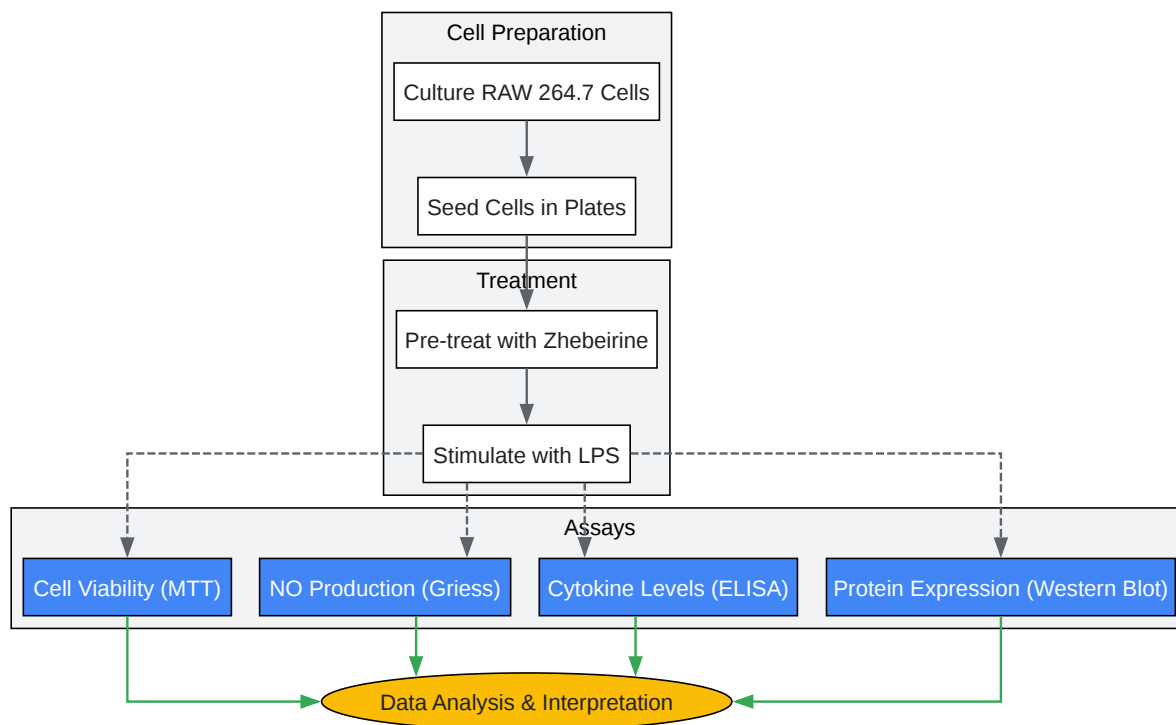 Cell Preparation
Culture RAW 264.7 Cells
Seed Cells in Plates
Treatment
Pre-treat with Zhebeirine
Stimulate with LPS
Assays
Cell Viability (MTT)
NO Production (Griess)
Cytokine Levels (ELISA)
Protein Expression (Western Blot)
Data Analysis & Interpretation